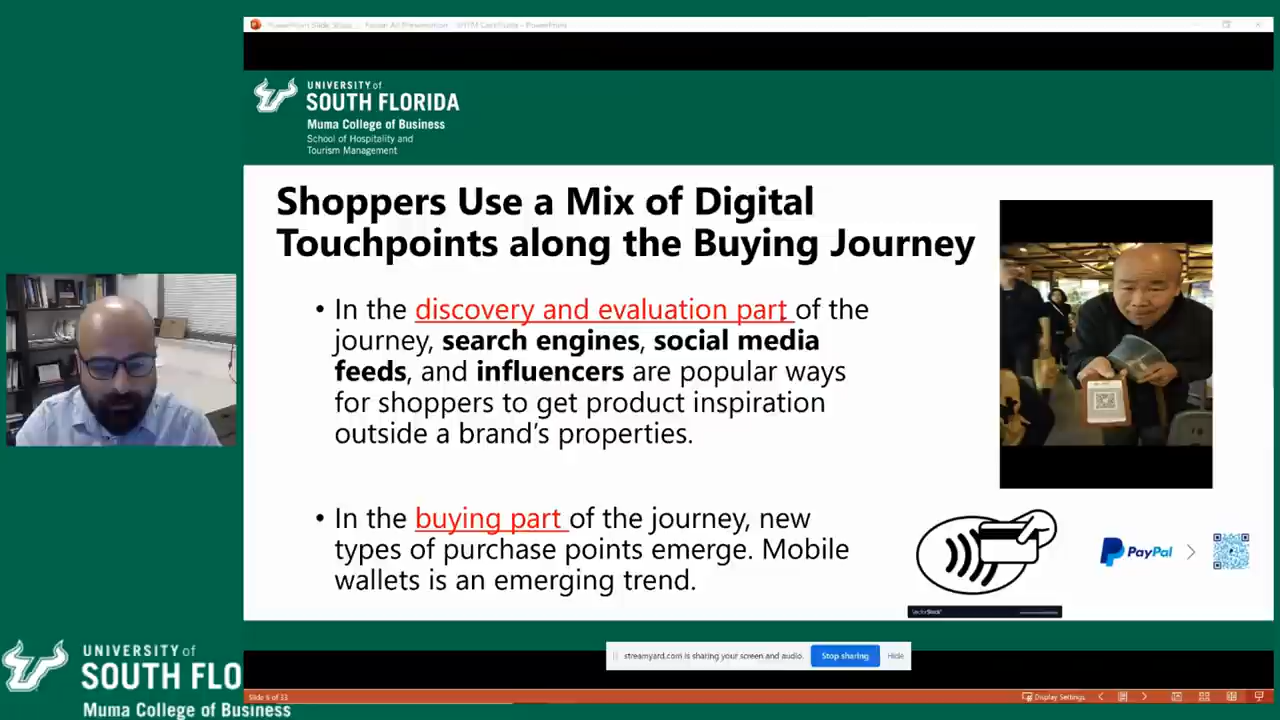 UNIVERSITY of
SOUTH FLORIDA
Muma College of Business
School of Hospitality and
Tourism Management
Shoppers Use a Mix of Digital
Touchpoints along the Buying Journey
• In the discovery and evaluation part of the
journey, search engines, social media
feeds, and influencers are popular ways
for shoppers to get product inspiration
outside a brand's properties.
• In the buying part of the journey, new
types of purchase points emerge. Mobile
wallets is an emerging trend.
VectorStock
PayPal
streamyard.com is sharing your screen and audio.
Stop sharing
Hide
UNIVERSITY of
SOUTH FLO
Muma College of Business
Display Settings